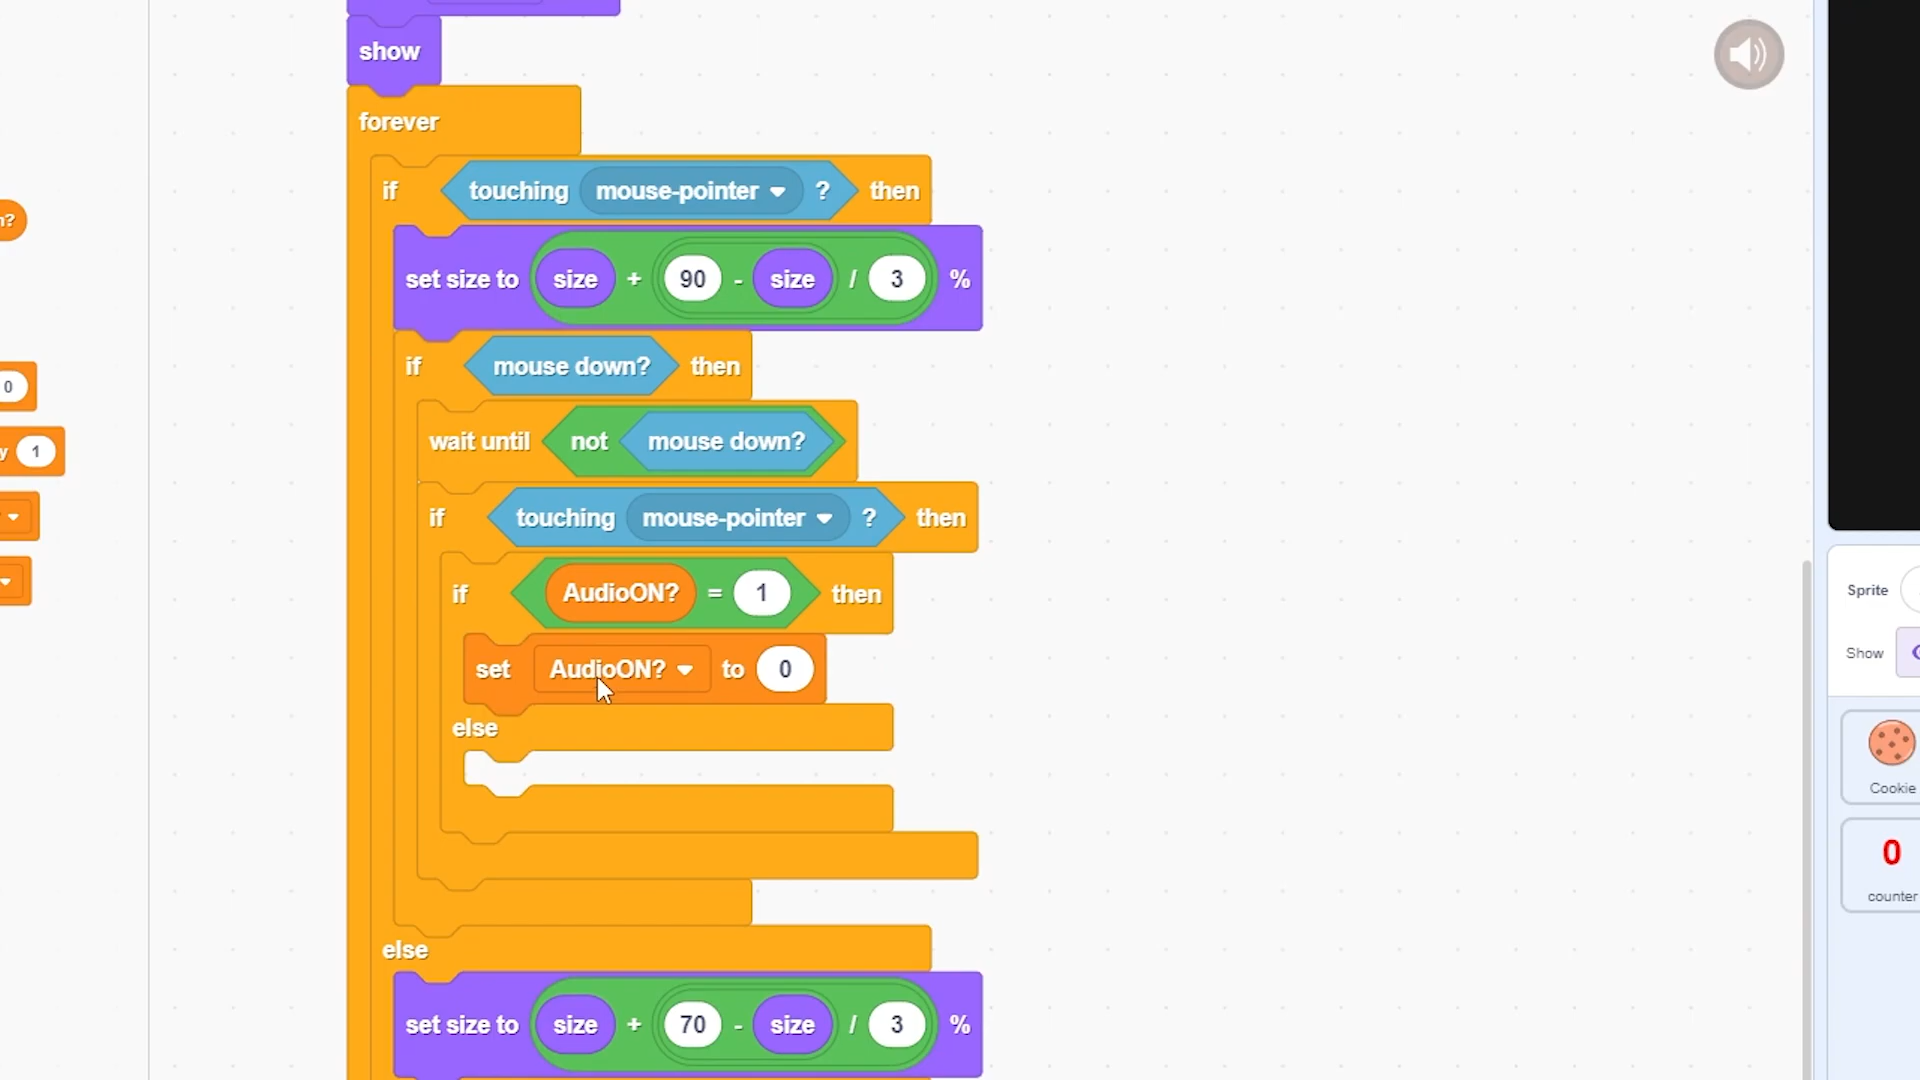 show
forever
if touching mouse-pointer ? then
set size to size + 90 - size / 3 %
if mouse down? then
0
wait until not mouse down?
y 1
if touching mouse-pointer ? then
if AudioON? = 1 then
Sprite
set AudioON? to 0
Show
else
Cookie
0
counter
else
set size to size + 70 - size / 3 %